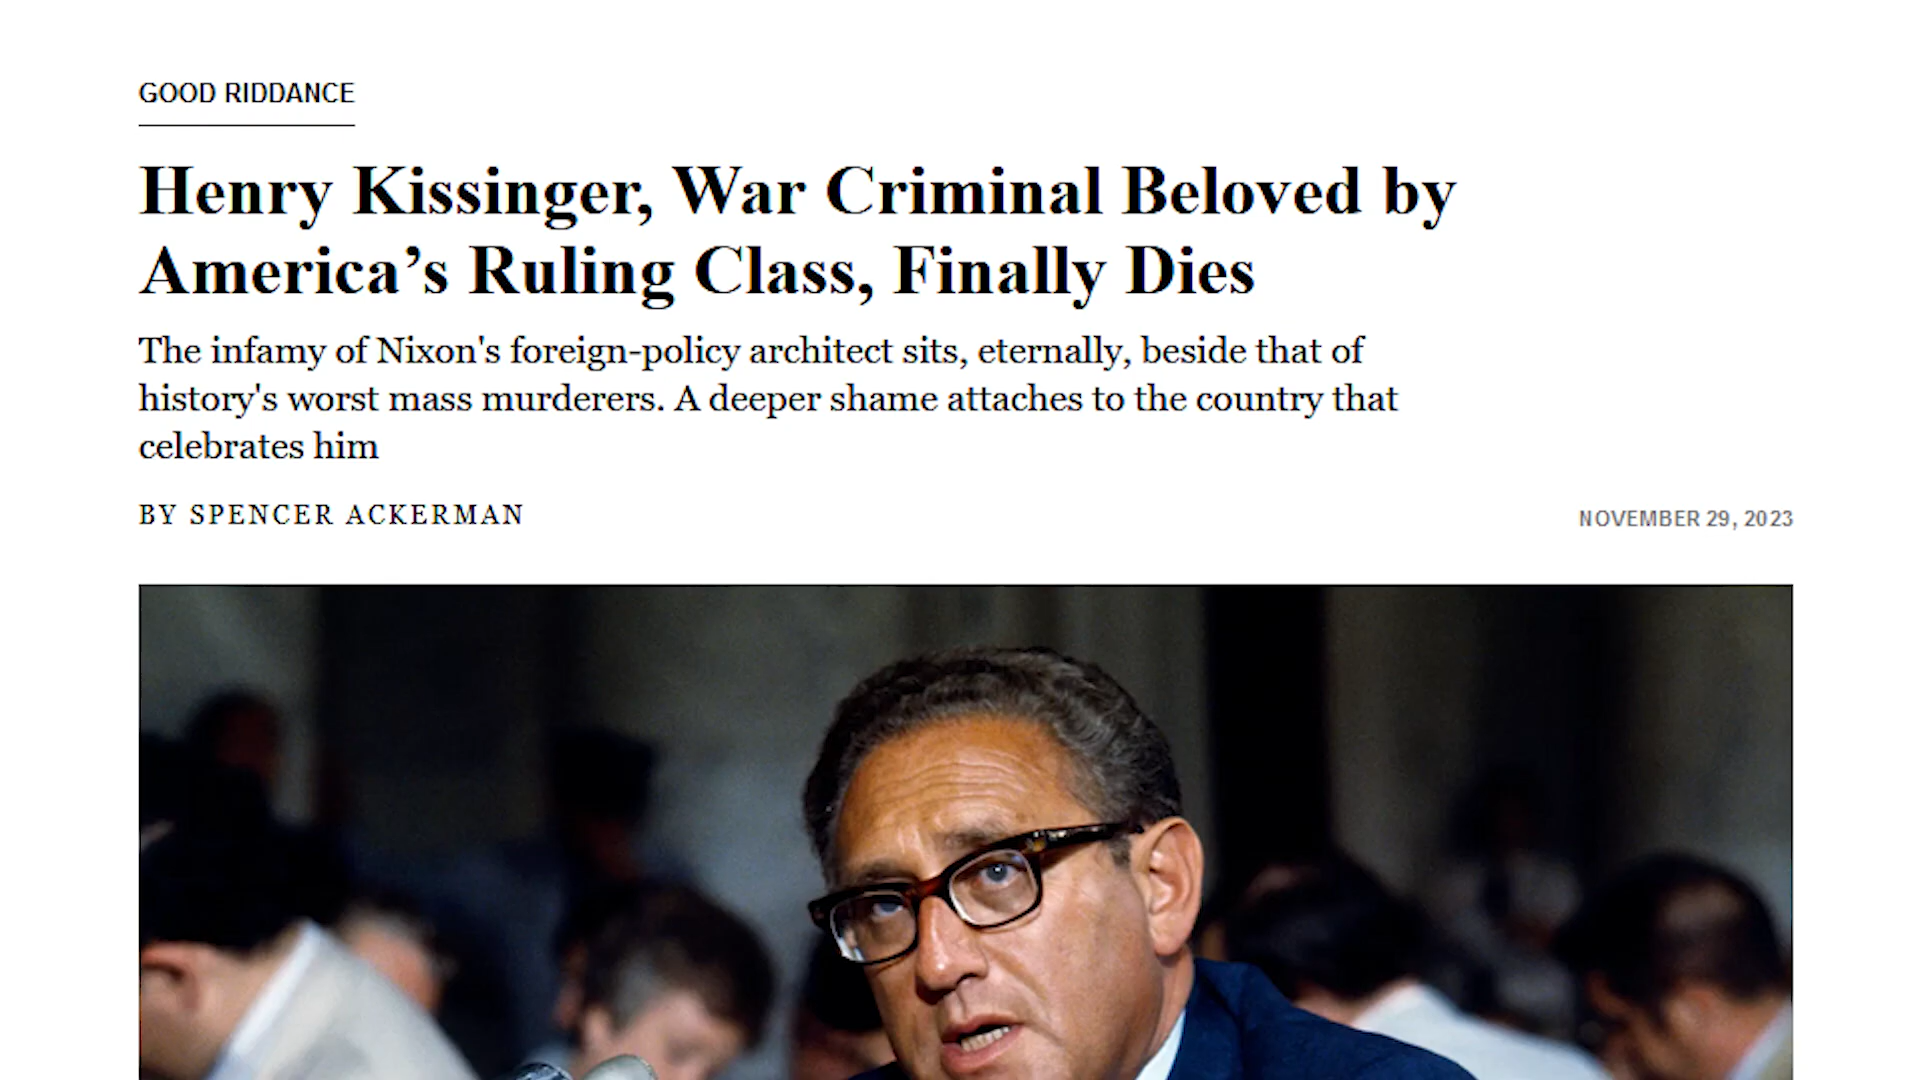 GOOD RIDDANCE
Henry Kissinger, War Criminal Beloved by
America’s Ruling Class, Finally Dies
The infamy of Nixon's foreign-policy architect sits, eternally, beside that of
history's worst mass murderers. A deeper shame attaches to the country that
celebrates him
BY SPENCER ACKERMAN
NOVEMBER 29, 2023